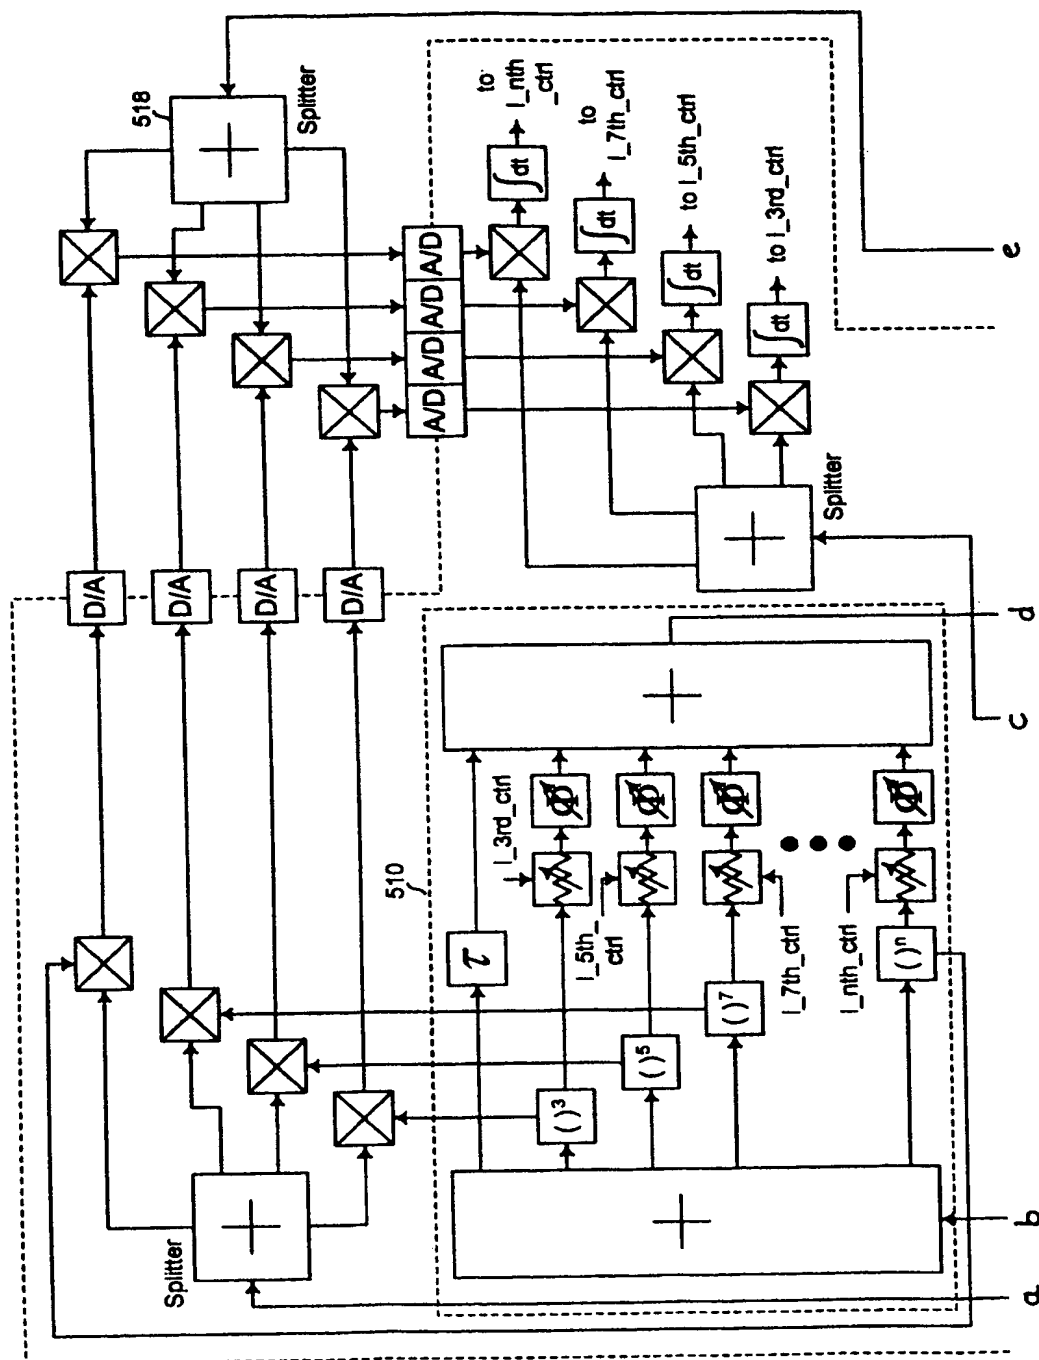 518
Splitter
to
I_nth
_ctrl
to
I_7th_ctrl
to I_5th_ctrl
to I_3rd_ctrl
∫dt
∫dt
∫dt
∫dt
e
A/D
A/D
A/D
A/D
D/A
D/A
D/A
D/A
Splitter
c
d
510
I_3rd_ctrl
I_5th_
ctrl
I_7th_ctrl
I_nth_ctrl
Φ
Φ
Φ
Φ
τ
( )³
( )⁵
( )⁷
( )ⁿ
Splitter
a
b